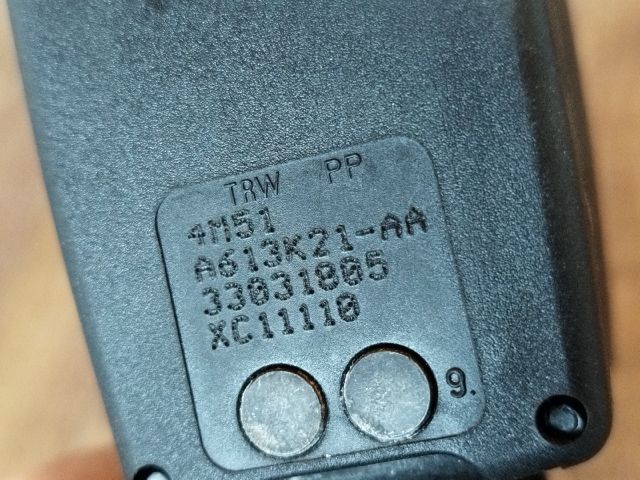 TRW PP
4M51
A613K21-AA
33031805
XC11110
9.